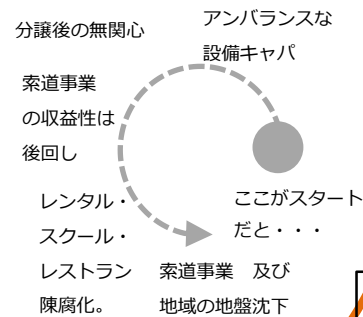 分譲後の無関心
アンバランスな
設備キャパ
索道事業
の収益性は
後回し
レンタル・
スクール・
レストラン
陳腐化。
ここがスタート
だと・・・
索道事業　及び
地域の地盤沈下